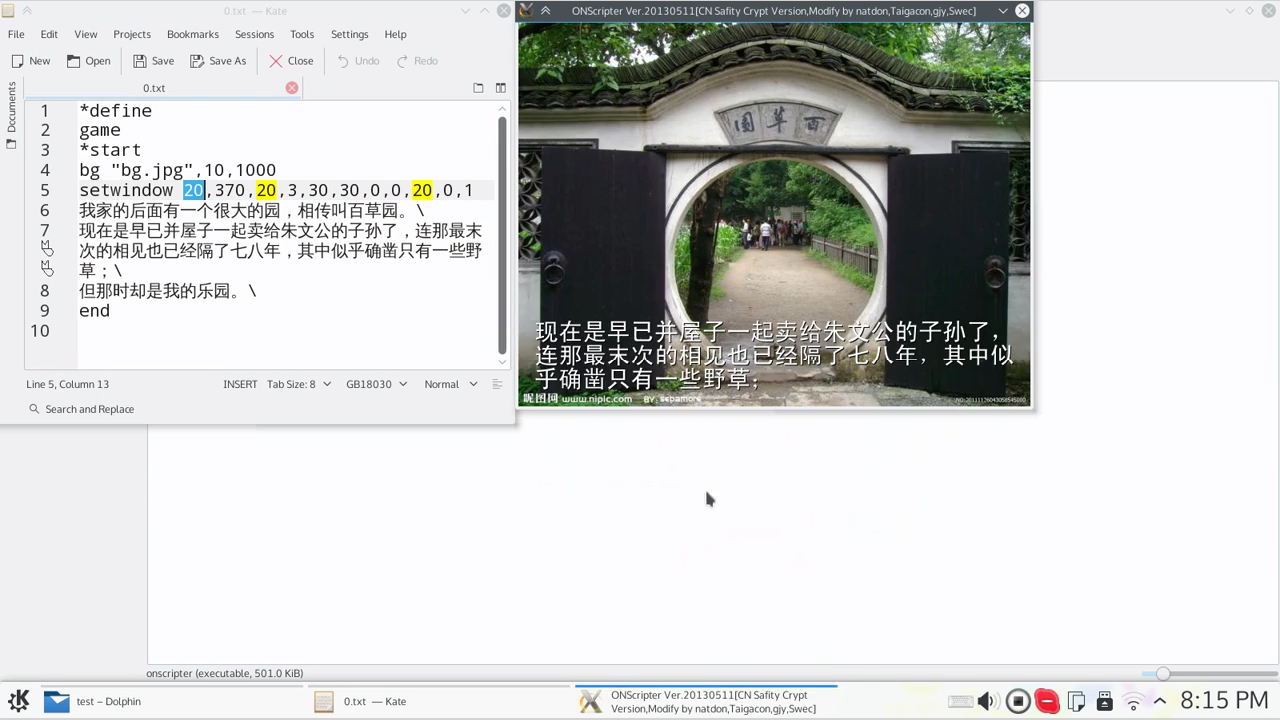 0.txt — Kate
File Edit View Projects Bookmarks Sessions Tools Settings Help
New Open Save Save As Close Undo Redo
Documents
0.txt
1 *define
2 game
3 *start
4 bg "bg.jpg",10,1000
5 setwindow 20,370,20,3,30,30,0,0,20,0,1
6 我家的后面有一个很大的园，相传叫百草园。\
7 现在是早已并屋子一起卖给朱文公的子孙了，连那最末
次的相见也已经隔了七八年，其中似乎确凿只有一些野
草；\
8 但那时却是我的乐园。\
9 end
10
Line 5, Column 13 INSERT Tab Size: 8 GB18030 Normal
Search and Replace
ONScripter Ver.20130511[CN Safity Crypt Version,Modify by natdon,Taigacon,gjy,Swec]
園草百
现在是早已并屋子一起卖给朱文公的子孙了，
连那最末次的相见也已经隔了七八年，其中似
乎确凿只有一些野草；
昵图网 www.nipic.com BY: sebamore
onscripter (executable, 501.0 KiB)
test – Dolphin
0.txt — Kate
ONScripter Ver.20130511[CN Safity Crypt
Version,Modify by natdon,Taigacon,gjy,Swec]
8:15 PM